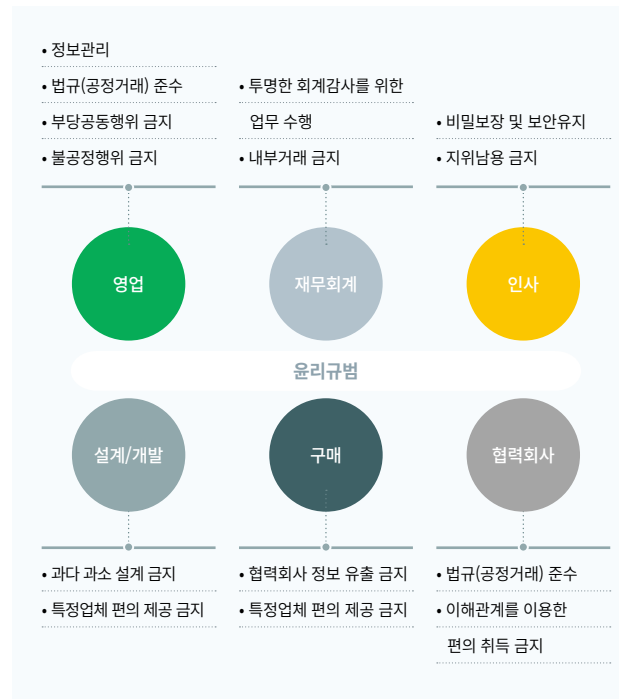 • 정보관리
• 법규(공정거래) 준수
• 부당공동행위 금지
• 불공정행위 금지
• 투명한 회계감사를 위한
업무 수행
• 내부거래 금지
• 비밀보장 및 보안유지
• 지위남용 금지
영업
재무회계
인사
윤리규범
설계/개발
구매
협력회사
• 과다 과소 설계 금지
• 특정업체 편의 제공 금지
• 협력회사 정보 유출 금지
• 특정업체 편의 제공 금지
• 법규(공정거래) 준수
• 이해관계를 이용한
편의 취득 금지